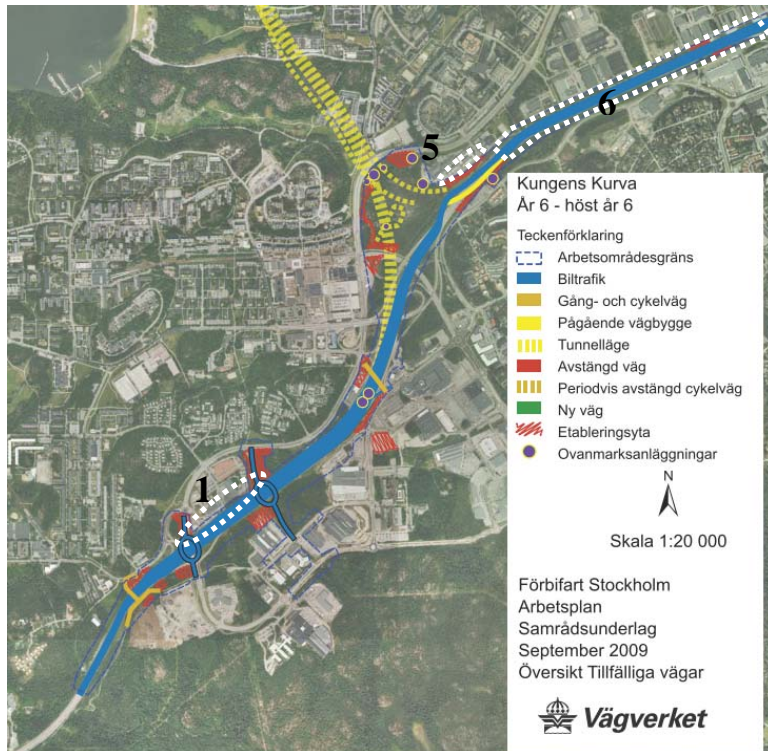 5
6
1
Kungens Kurva
År 6 - höst år 6
Teckenförklaring
Arbetsområdesgräns
Biltrafik
Gång- och cykelväg
Pågående vägbygge
Tunnelläge
Avstängd väg
Periodvis avstängd cykelväg
Ny väg
Etableringsyta
Ovanmarksanläggningar
N
Skala 1:20 000
Förbifart Stockholm
Arbetsplan
Samrådsunderlag
September 2009
Översikt Tillfälliga vägar
Vägverket